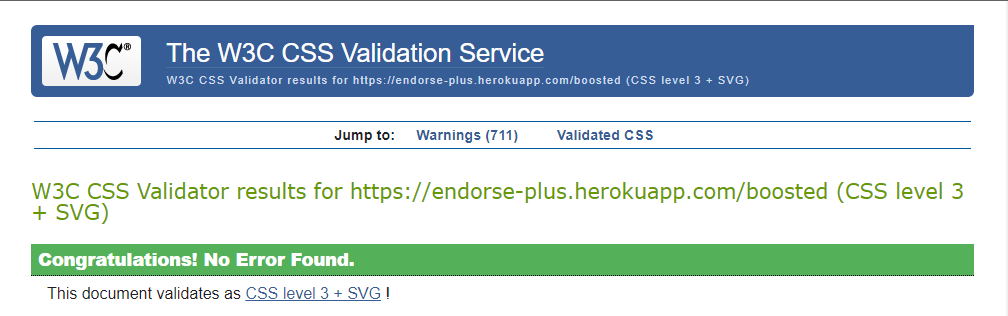 W3C®
The W3C CSS Validation Service
W3C CSS Validator results for https://endorse-plus.herokuapp.com/boosted (CSS level 3 + SVG)
Jump to: Warnings (711) Validated CSS
W3C CSS Validator results for https://endorse-plus.herokuapp.com/boosted (CSS level 3
+ SVG)
Congratulations! No Error Found.
This document validates as CSS level 3 + SVG !